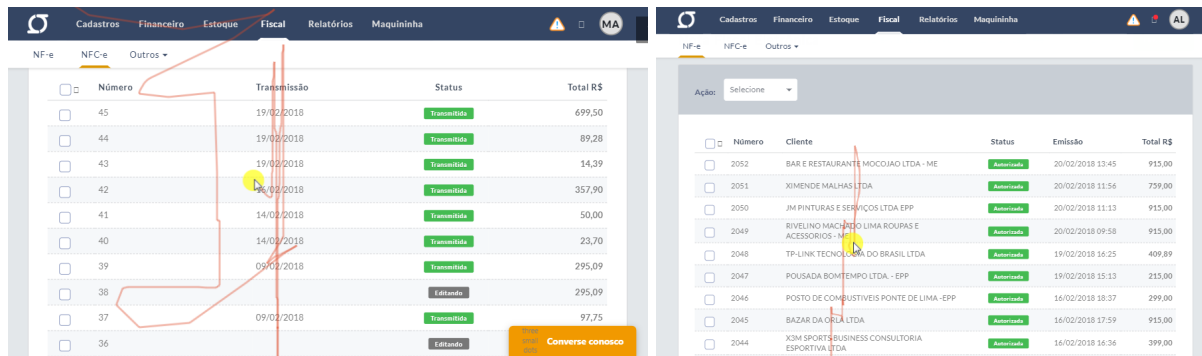 Cadastros Financeiro Estoque Fiscal Relatórios Maquininha MA
NF-e NFC-e Outros
Número Transmissão Status Total R$
45 19/02/2018 Transmitida 699,50
44 19/02/2018 Transmitida 89,28
43 19/02/2018 Transmitida 14,39
42 16/02/2018 Transmitida 357,90
41 14/02/2018 Transmitida 50,00
40 14/02/2018 Transmitida 23,70
39 09/02/2018 Transmitida 295,09
38 Editando 295,09
37 09/02/2018 Transmitida 97,75
36 Editando
Converse conosco
Cadastros Financeiro Estoque Fiscal Relatórios Maquininha AL
NF-e NFC-e Outros
Ação: Selecione
Número Cliente Status Emissão Total R$
2052 BAR E RESTAURANTE MOCOJAO LTDA - ME Autorizada 20/02/2018 13:45 915,00
2051 XIMENDE MALHAS LTDA Autorizada 20/02/2018 11:56 759,00
2050 JM PINTURAS E SERVIÇOS LTDA EPP Autorizada 20/02/2018 11:13 915,00
2049 RIVELINO MACHADO LIMA ROUPAS E Autorizada 20/02/2018 09:58 915,00
ACESSORIOS - ME
2048 TP-LINK TECNOLOGIA DO BRASIL LTDA Autorizada 19/02/2018 16:25 409,89
2047 POUSADA BOMTEMPO LTDA. - EPP Autorizada 19/02/2018 15:13 215,00
2046 POSTO DE COMBUSTIVEIS PONTE DE LIMA -EPP Autorizada 16/02/2018 18:37 299,00
2045 BAZAR DA ORLA LTDA Autorizada 16/02/2018 17:59 915,00
2044 X3M SPORTS BUSINESS CONSULTORIA Autorizada 16/02/2018 16:36 399,00
ESPORTIVA LTDA